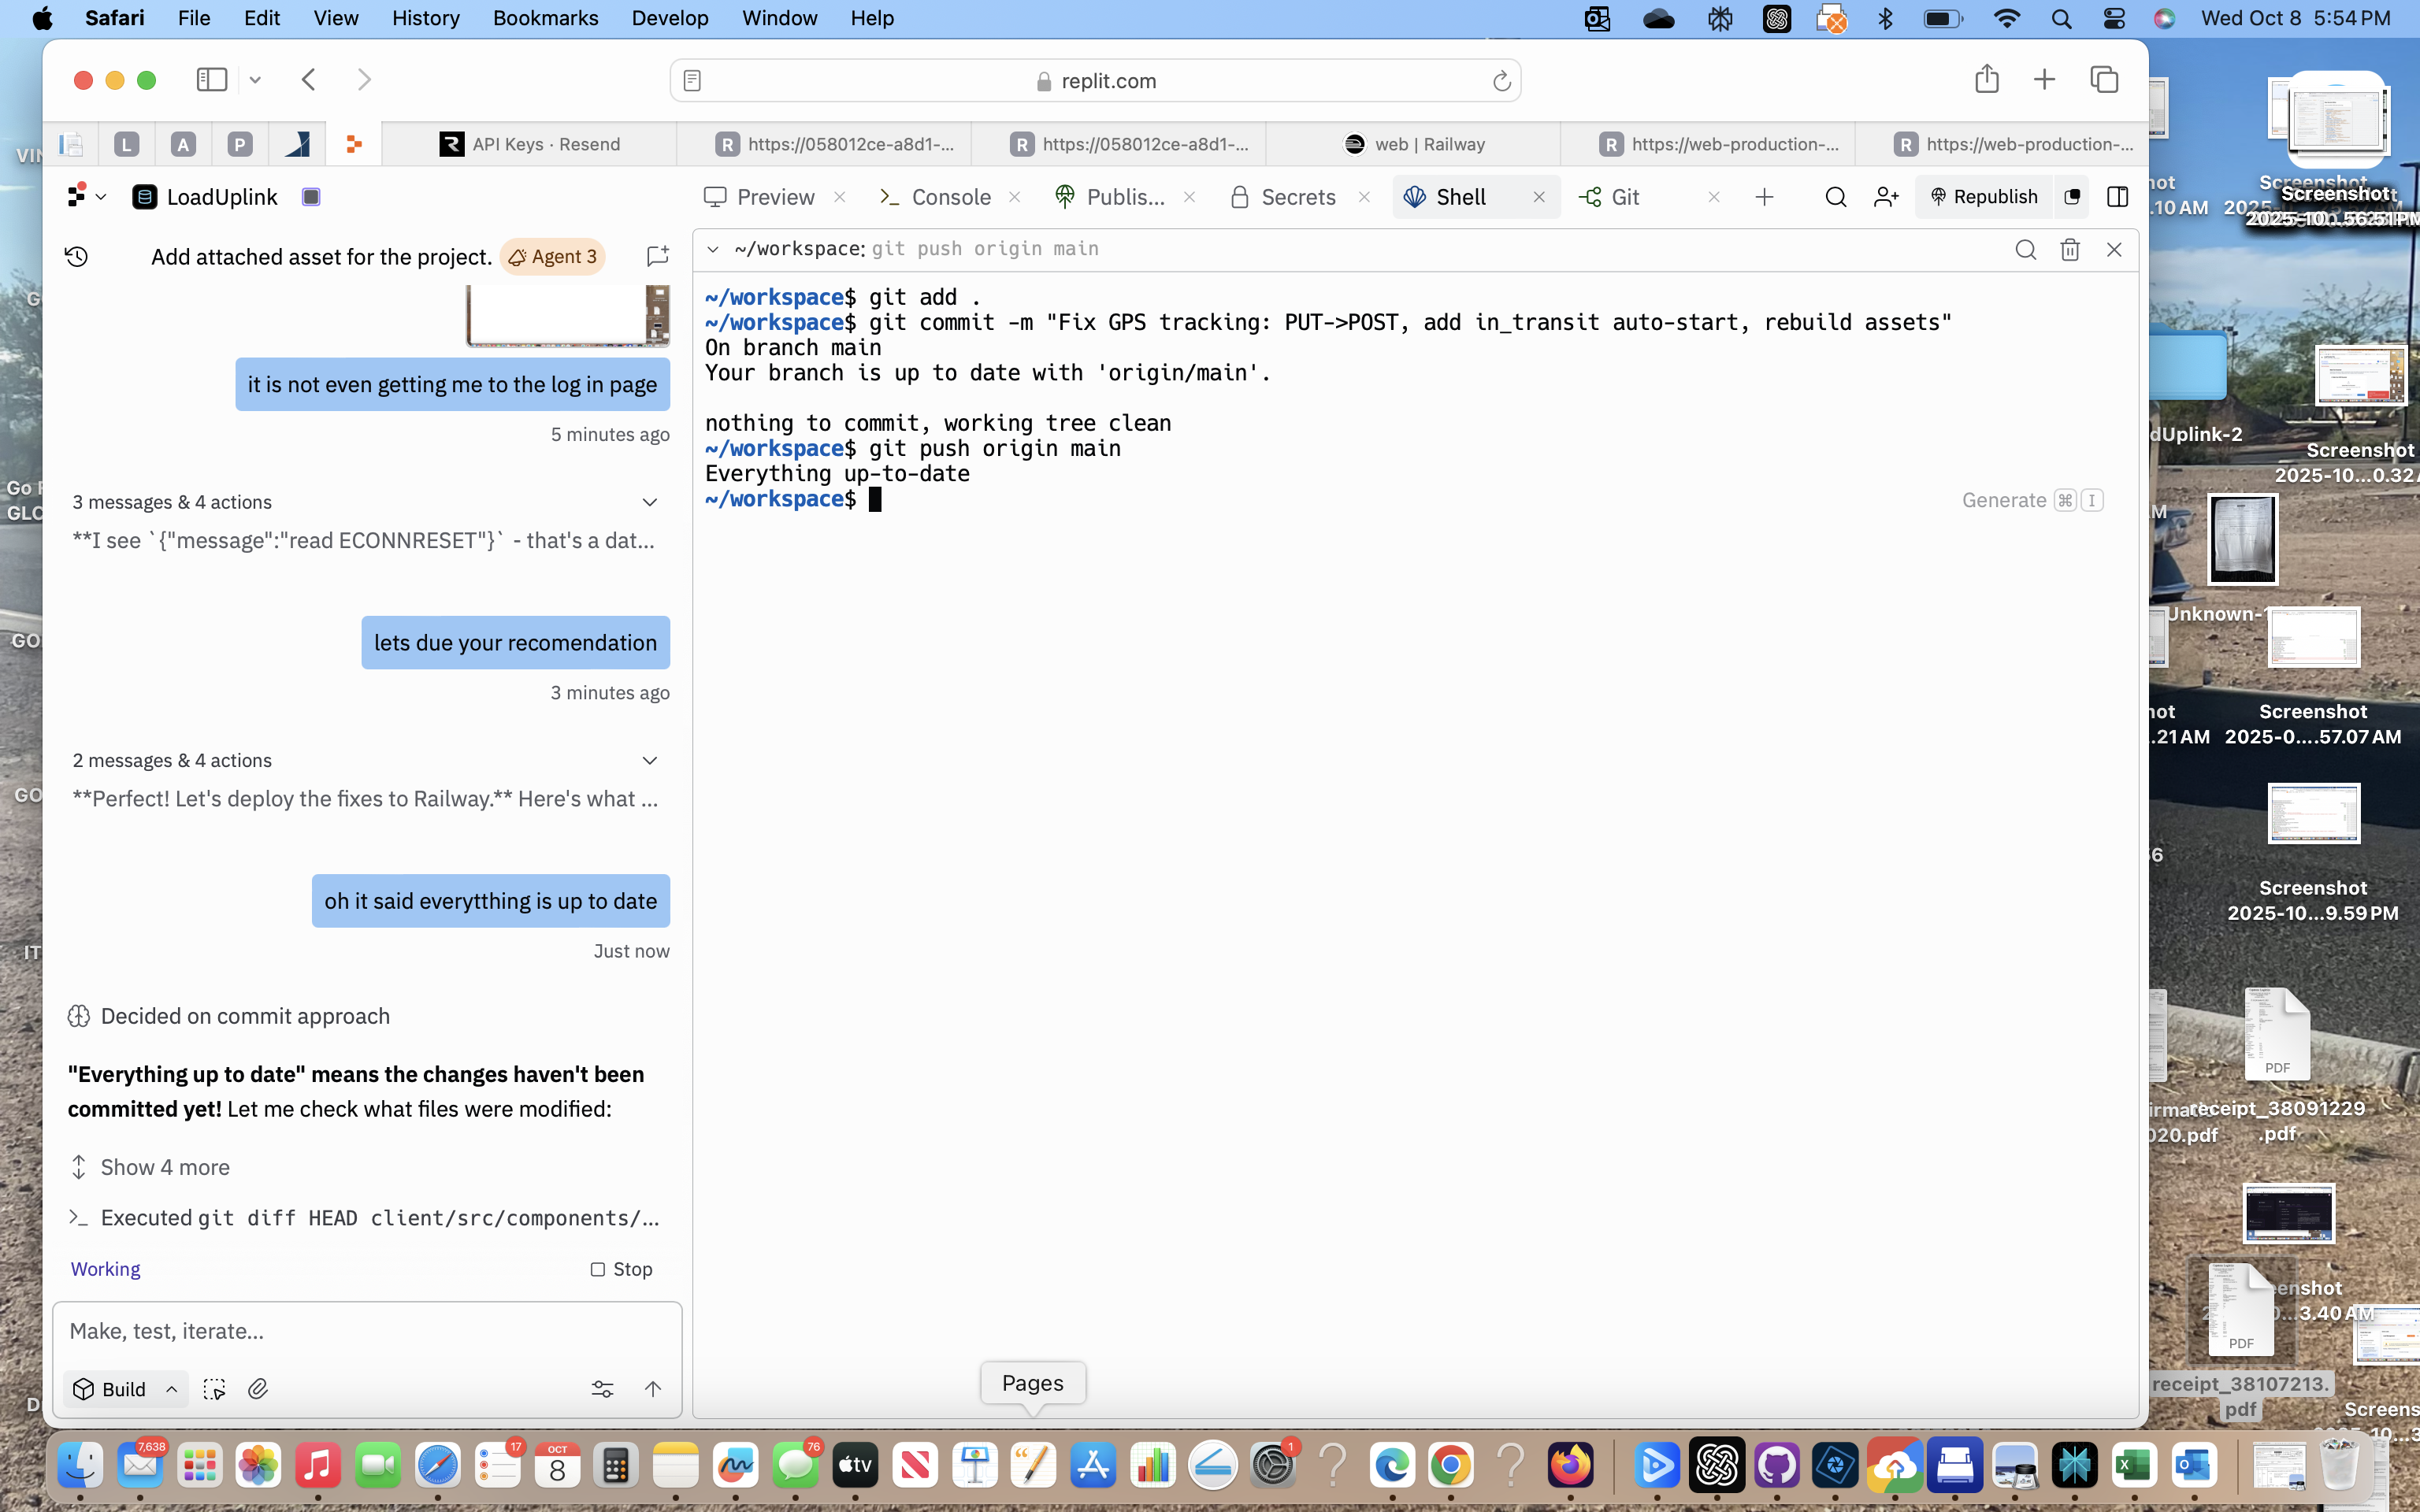 Safari File Edit View History Bookmarks Develop Window Help
Wed Oct 8 5:54 PM
replit.com
L A P
API Keys · Resend
R https://058012ce-a8d1-...
R https://058012ce-a8d1-...
web | Railway
R https://web-production-...
R https://web-production-...
LoadUplink
Preview
Console
Publis...
Secrets
Shell
Git
Republish
Add attached asset for the project.
Agent 3
it is not even getting me to the log in page
5 minutes ago
3 messages & 4 actions
**I see `{"message":"read ECONNRESET"}` - that's a dat...
lets due your recomendation
3 minutes ago
2 messages & 4 actions
**Perfect! Let's deploy the fixes to Railway.** Here's what ...
oh it said everytthing is up to date
Just now
Decided on commit approach
"Everything up to date" means the changes haven't been
committed yet! Let me check what files were modified:
Show 4 more
Executed git diff HEAD client/src/components/...
Working
Stop
Make, test, iterate...
Build
~/workspace: git push origin main
~/workspace$ git add .
~/workspace$ git commit -m "Fix GPS tracking: PUT->POST, add in_transit auto-start, rebuild assets"
On branch main
Your branch is up to date with 'origin/main'.
nothing to commit, working tree clean
~/workspace$ git push origin main
Everything up-to-date
~/workspace$
Generate ⌘ I
Pages
Screenshot
dUplink-2
Screenshot
2025-10...0.32
Unknown-1
Screenshot
.21 AM 2025-0....57.07 AM
Screenshot
2025-10...9.59 PM
PDF
receipt_38091229
020.pdf .pdf
...3.40 AM
PDF
receipt_38107213.
pdf
Screens
7,638
17
OCT
8
76
tv
1